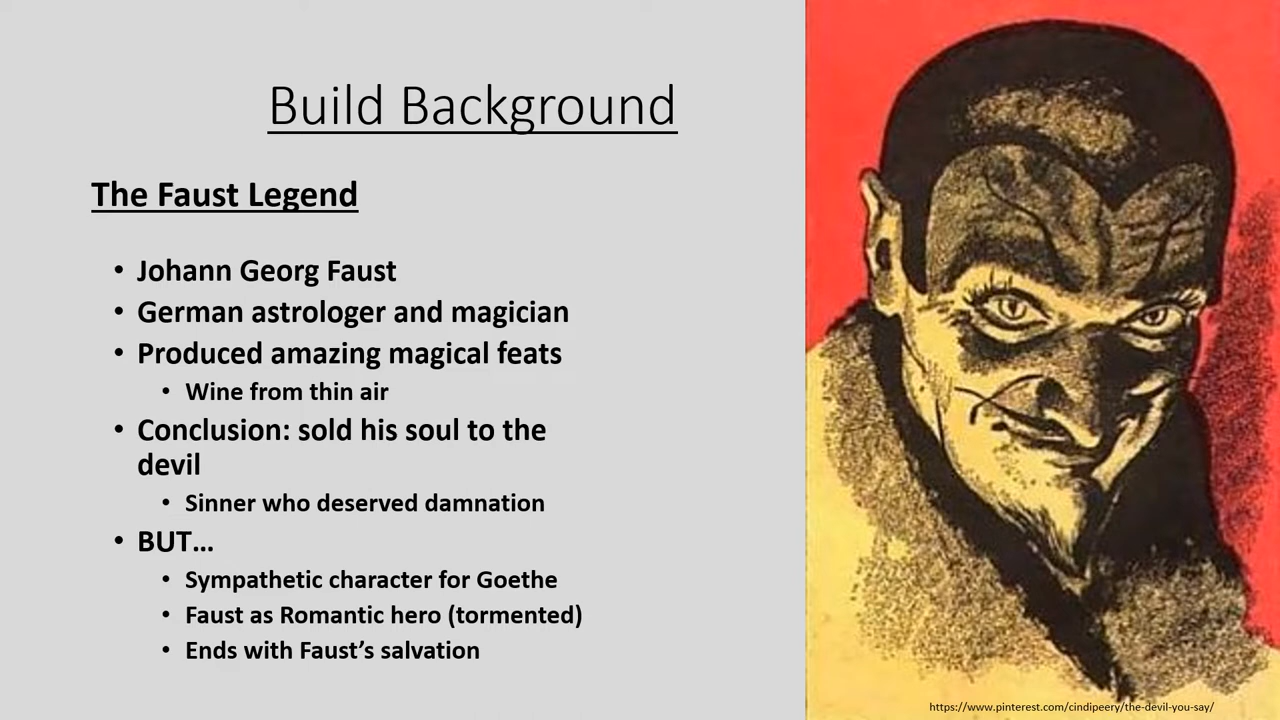 Build Background
The Faust Legend
• Johann Georg Faust
• German astrologer and magician
• Produced amazing magical feats
• Wine from thin air
• Conclusion: sold his soul to the
devil
• Sinner who deserved damnation
• BUT…
• Sympathetic character for Goethe
• Faust as Romantic hero (tormented)
• Ends with Faust’s salvation
https://www.pinterest.com/cindipeery/the-devil-you-say/